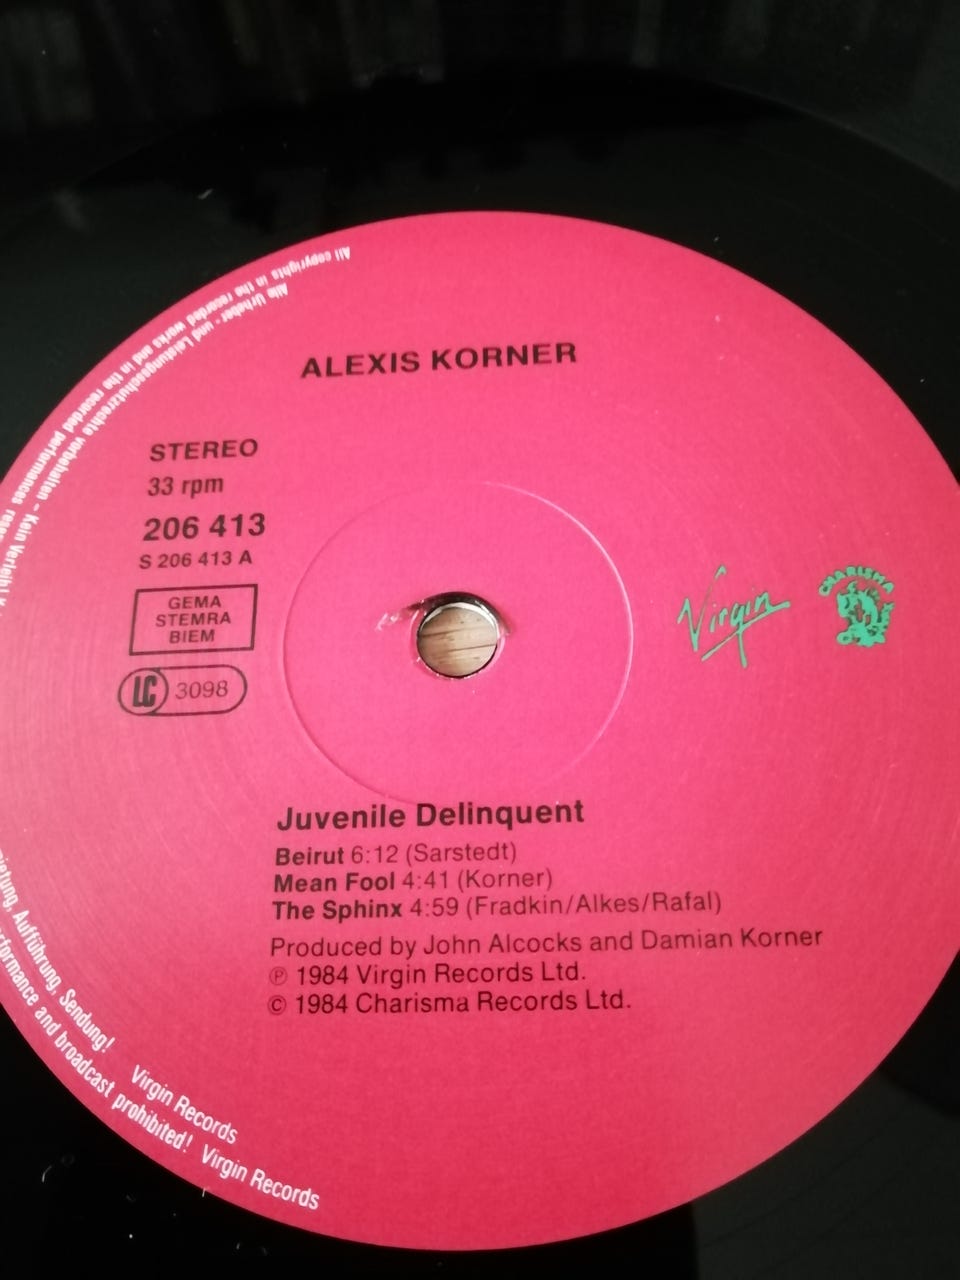 All copyrights in the recorded works and in the recorded performances
Alle Urheber- und Leistungsschutzrechte vorbehalten – Kein Verleih!
ALEXIS KORNER
STEREO
33 rpm
206 413
S 206 413 A
GEMA
STEMRA
BIEM
LC 3098
Virgin
CHARISMA
Juvenile Delinquent
Beirut 6:12 (Sarstedt)
Mean Fool 4:41 (Korner)
The Sphinx 4:59 (Fradkin/Alkes/Rafal)
Produced by John Alcocks and Damian Korner
℗ 1984 Virgin Records Ltd.
© 1984 Charisma Records Ltd.
Aufführung, Sendung! Virgin Records
and broadcast prohibited! Virgin Records